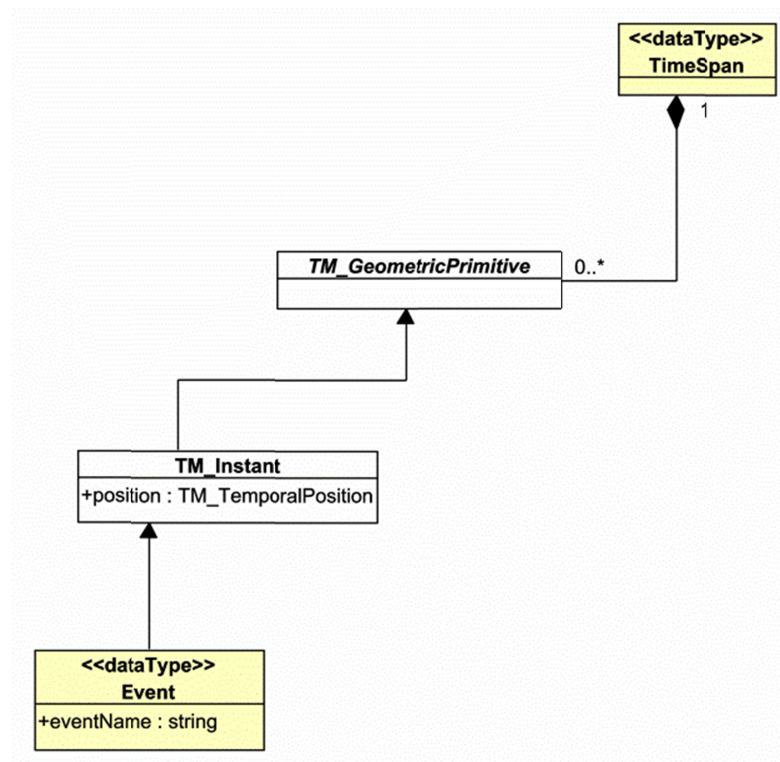 <<dataType>>
TimeSpan
1
TM_GeometricPrimitive
0..*
TM_Instant
+position : TM_TemporalPosition
<<dataType>>
Event
+eventName : string